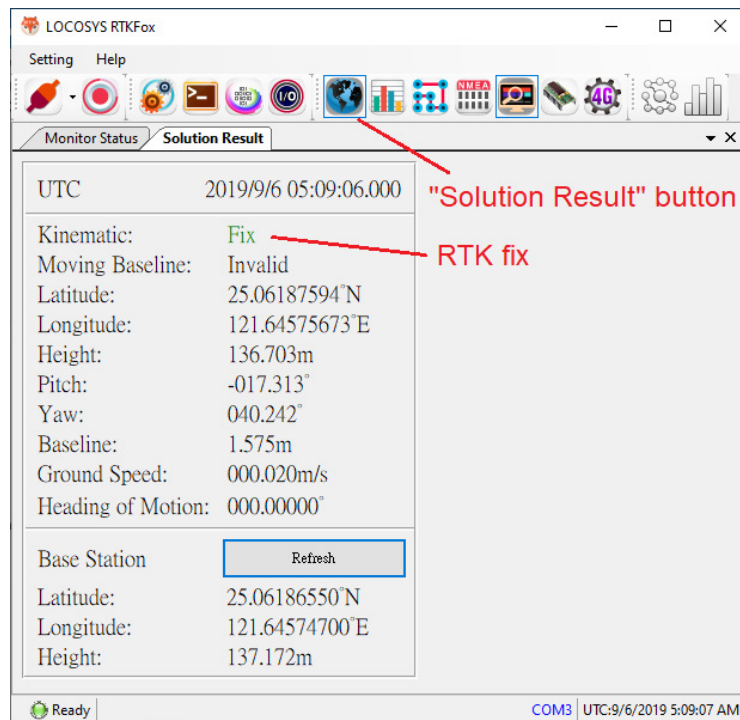 LOCOSYS RTKFox
Setting Help
NMEA
4G
Monitor Status Solution Result
UTC 2019/9/6 05:09:06.000
"Solution Result" button
Kinematic: Fix
RTK fix
Moving Baseline: Invalid
Latitude: 25.06187594°N
Longitude: 121.64575673°E
Height: 136.703m
Pitch: -017.313°
Yaw: 040.242°
Baseline: 1.575m
Ground Speed: 000.020m/s
Heading of Motion: 000.00000°
Base Station Refresh
Latitude: 25.06186550°N
Longitude: 121.64574700°E
Height: 137.172m
Ready COM3 UTC:9/6/2019 5:09:07 AM